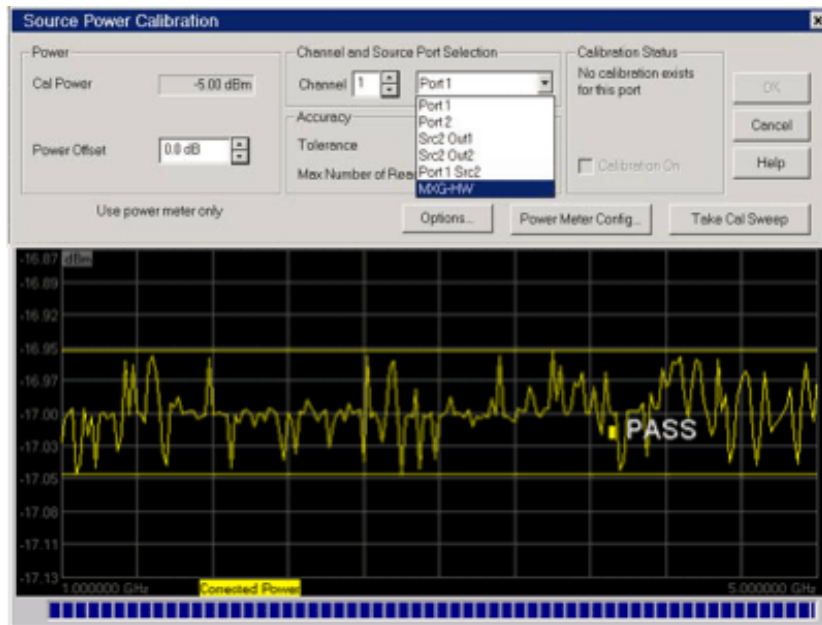 Source Power Calibration
Power
Cal Power
-5.00 dBm
Power Offset
0.0 dB
Use power meter only
Channel and Source Port Selection
Channel 1
Port 1
Port 1
Port 2
Src2 Out1
Src2 Out2
Port 1 Src2
MXG-HW
Accuracy
Tolerance
Max Number of Rea
Calibration Status
No calibration exists
for this port
Calibration On
OK
Cancel
Help
Options...
Power Meter Config...
Take Cal Sweep
-16.87 dBm
-16.89
-16.92
-16.95
-16.97
-17.00
-17.03
-17.05
-17.08
-17.11
-17.13
PASS
1.000000 GHz
Corrected Power
5.000000 GHz